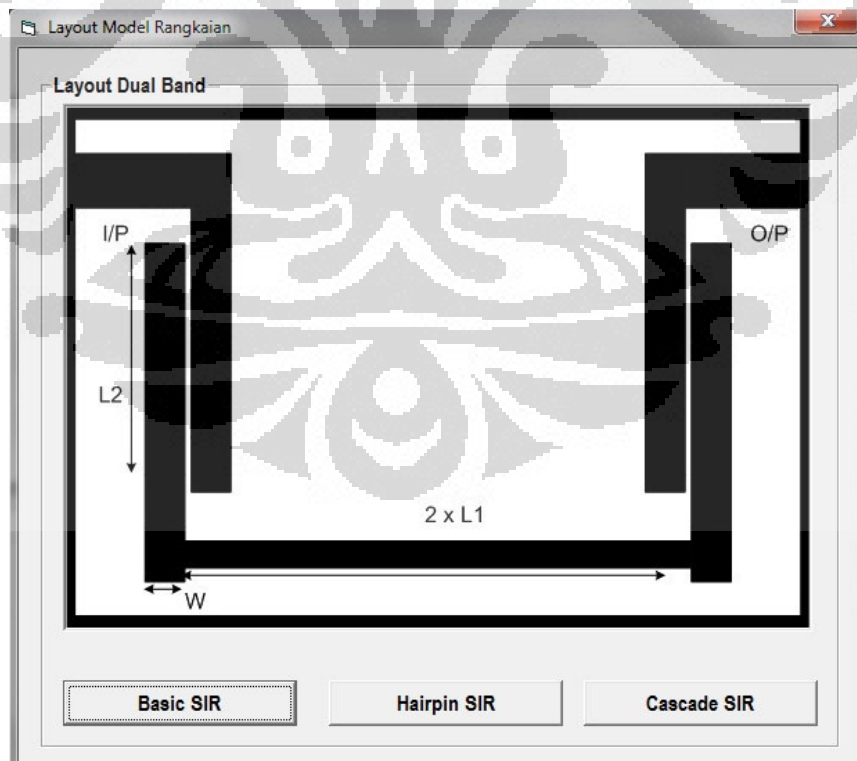 Layout Model Rangkaian
Layout Dual Band
I/P
O/P
L2
2 x L1
W
Basic SIR
Hairpin SIR
Cascade SIR